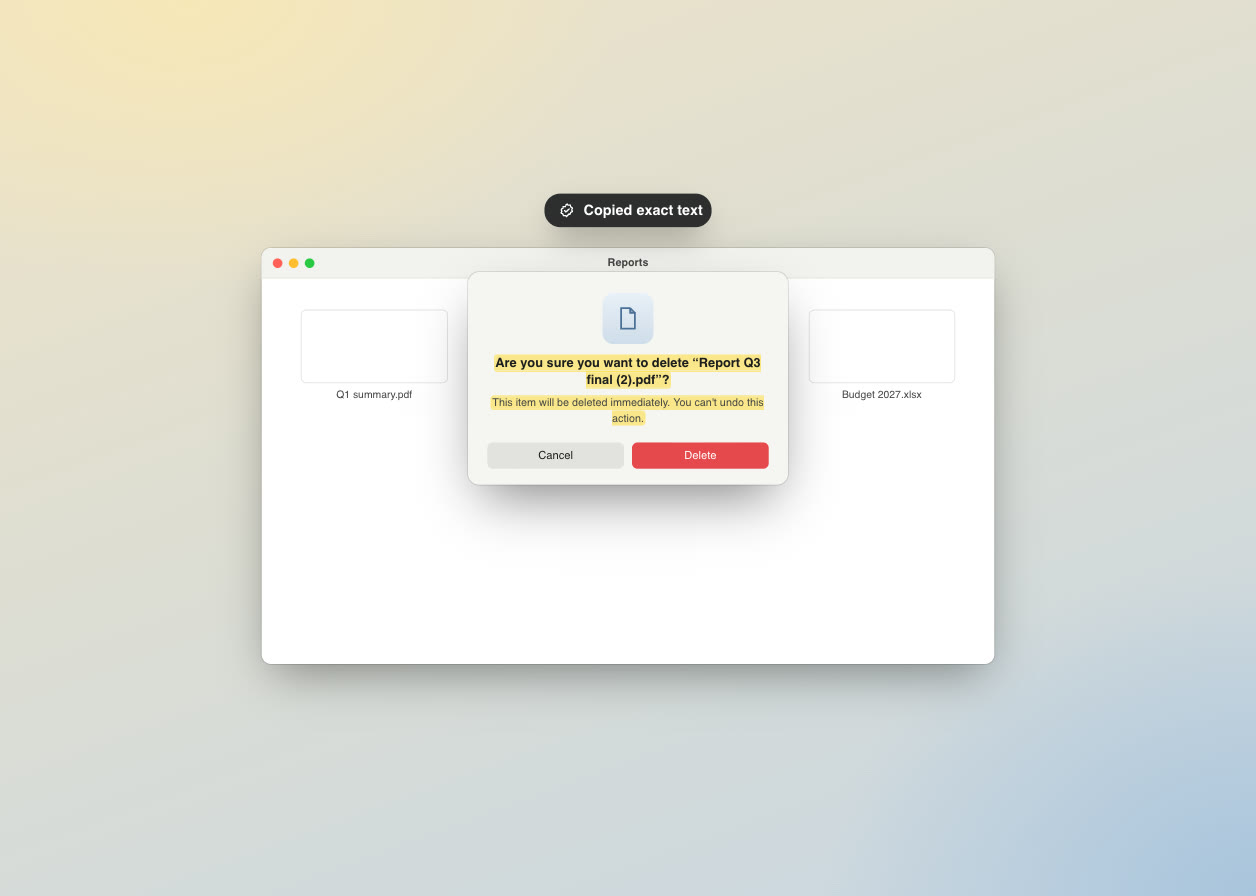 Copied exact text
Reports
Are you sure you want to delete “Report Q3
final (2).pdf”?
This item will be deleted immediately. You can't undo this
action.
Cancel
Delete
Q1 summary.pdf
Budget 2027.xlsx